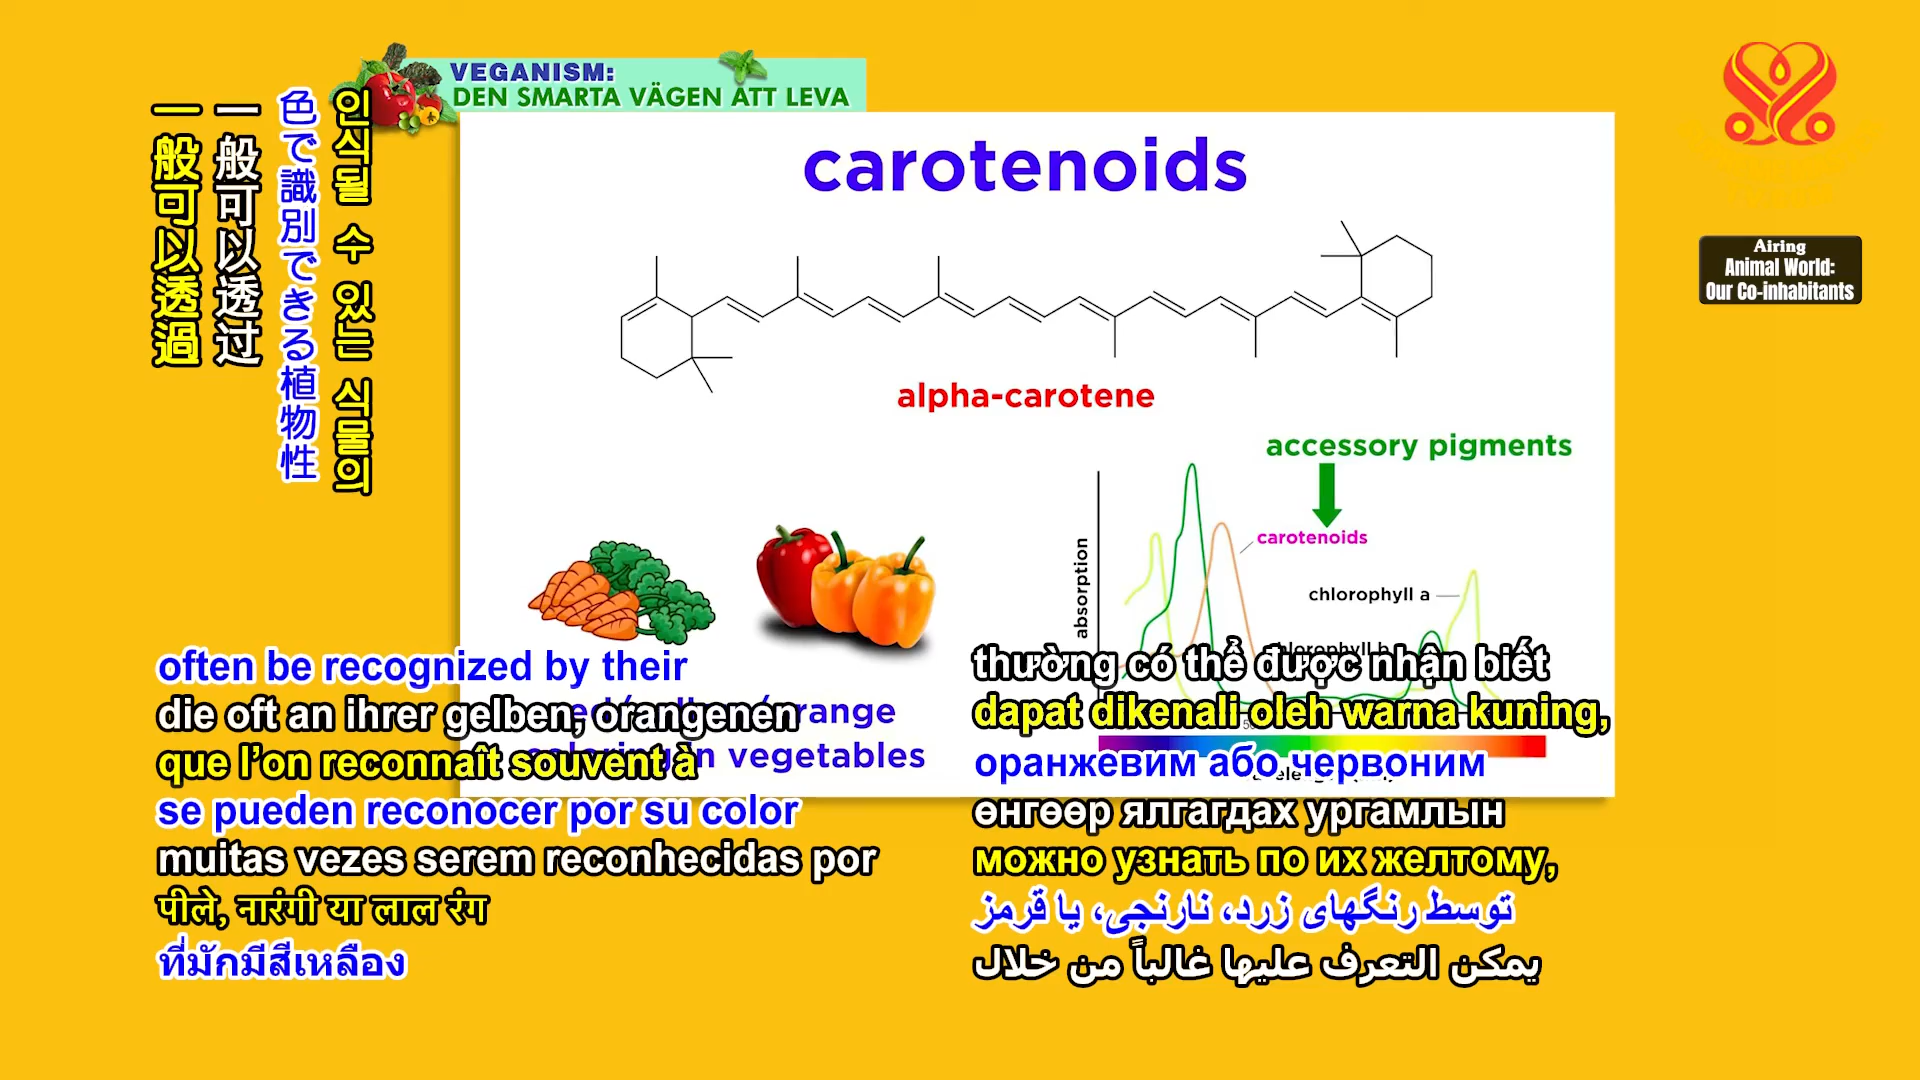 VEGANISM:
DEN SMARTA VÄGEN ATT LEVA
一般可以透過
一般可以透过
色で識別できる植物性
인식될 수 있는 식물의
Airing
Animal World:
Our Co-inhabitants
carotenoids
alpha-carotene
accessory pigments
carotenoids
chlorophyll a
absorption
range
vegetables
often be recognized by their
die oft an ihrer gelben, orangenen
que l'on reconnaît souvent à
se pueden reconocer por su color
muitas vezes serem reconhecidas por
पीले, नारंगी या लाल रंग
ที่มักมีสีเหลือง
thường có thể được nhận biết
dapat dikenali oleh warna kuning,
оранжевим або червоним
өнгөөр ялгагдах ургамлын
можно узнать по их желтому,
توسط رنگهای زرد، نارنجی، یا قرمز
يمكن التعرف عليها غالباً من خلال